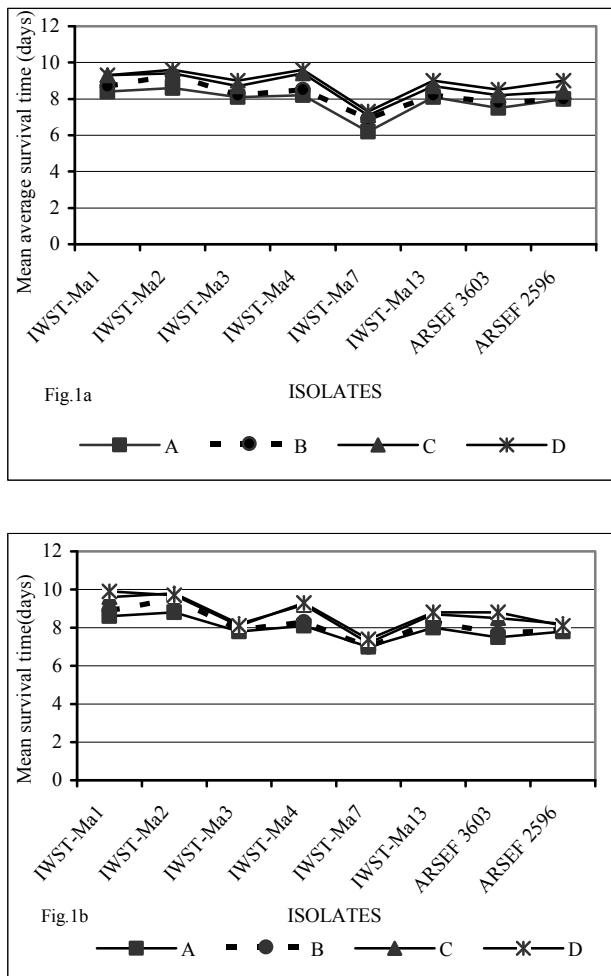 12
10
8
6
4
2
0
Mean average survival time (days)
IWST-Ma1
IWST-Ma2
IWST-Ma3
IWST-Ma4
IWST-Ma7
IWST-Ma13
ARSEF 3603
ARSEF 2596
Fig.1a
ISOLATES
A B C D
12
10
8
6
4
2
0
Mean survival time(days)
IWST-Ma1
IWST-Ma2
IWST-Ma3
IWST-Ma4
IWST-Ma7
IWST-Ma13
ARSEF 3603
ARSEF 2596
Fig.1b
ISOLATES
A B C D